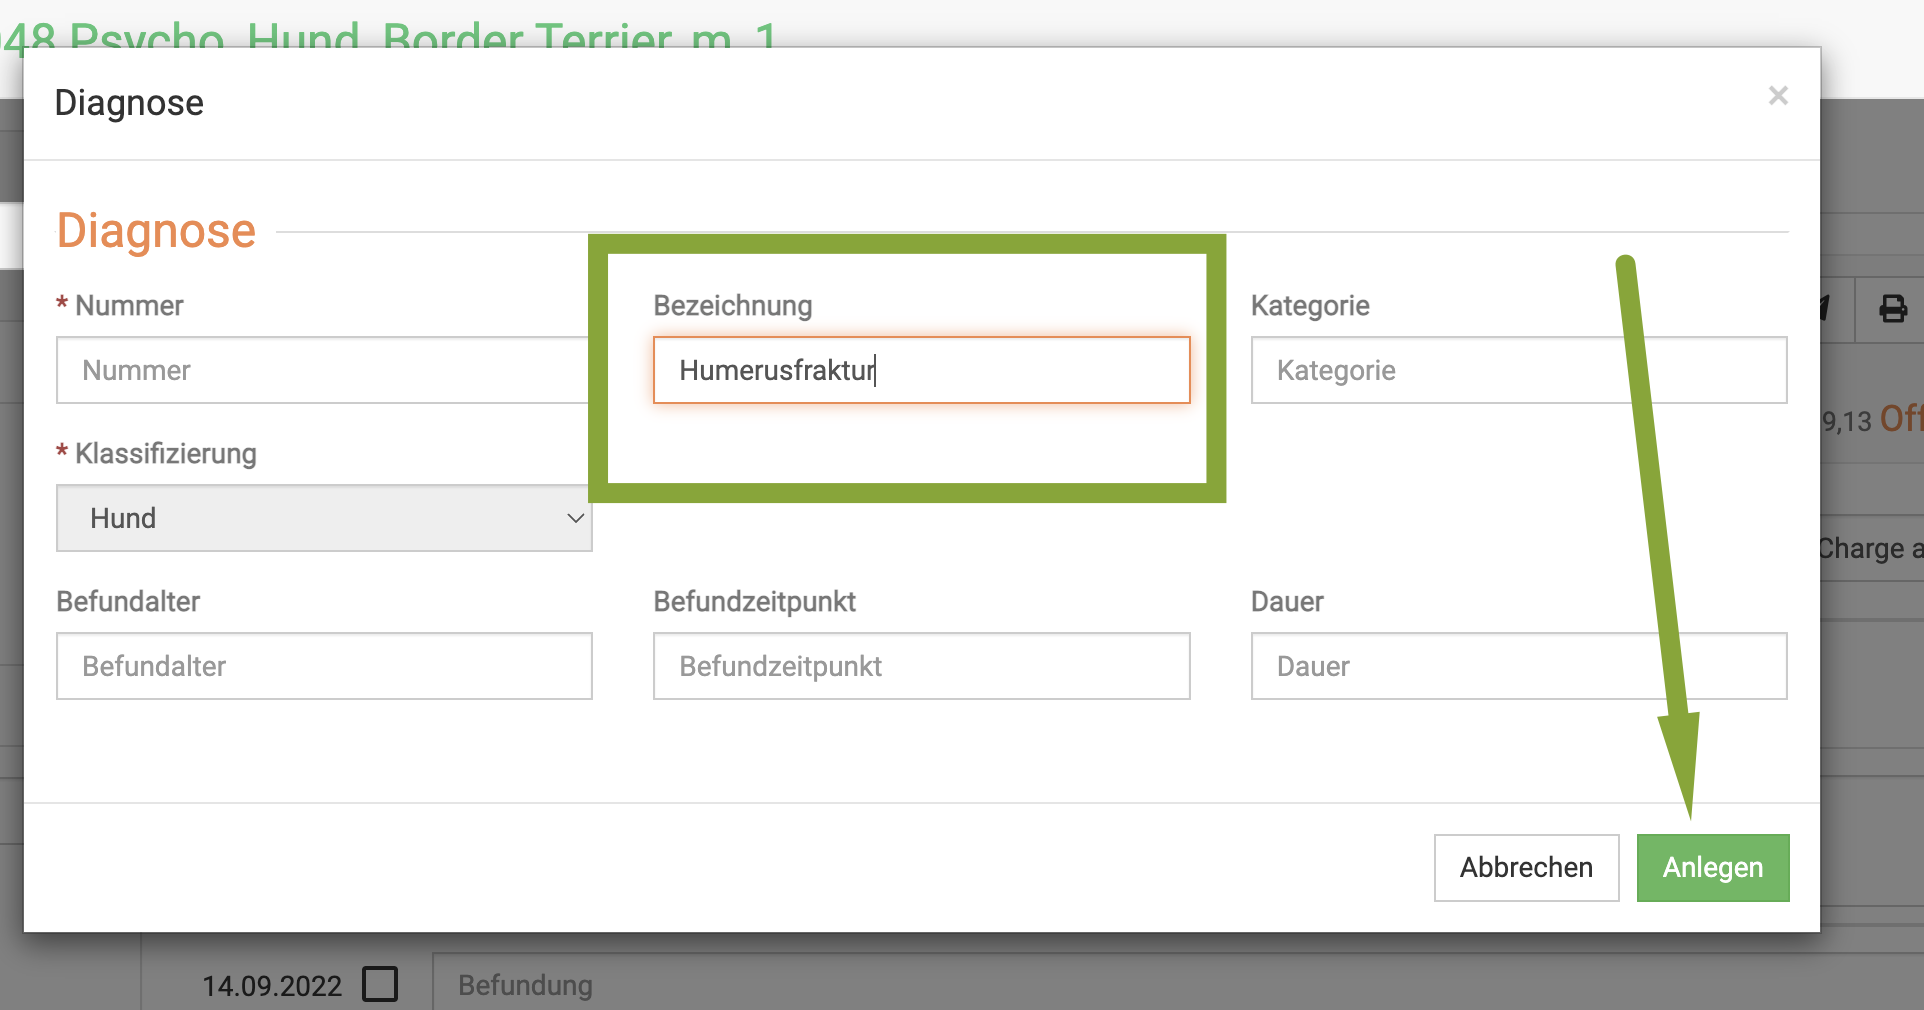 048 Psycho, Hund, Border Terrier, m, 1
Diagnose
×
Diagnose
* Nummer
Bezeichnung
Kategorie
Nummer
Humerusfraktur
Kategorie
9,13 Off
* Klassifizierung
Hund
Charge a
Befundalter
Befundzeitpunkt
Dauer
Befundalter
Befundzeitpunkt
Dauer
Abbrechen
Anlegen
14.09.2022
Befundung